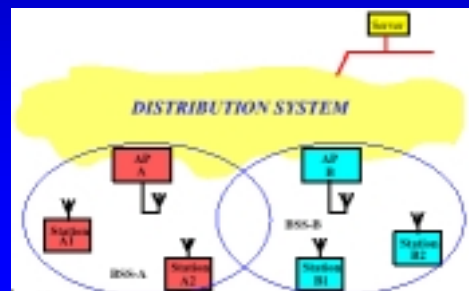 Server
DISTRIBUTION SYSTEM
AP
A
AP
B
Station
A1
BSS-A
Station
A2
BSS-B
Station
B1
Station
B2